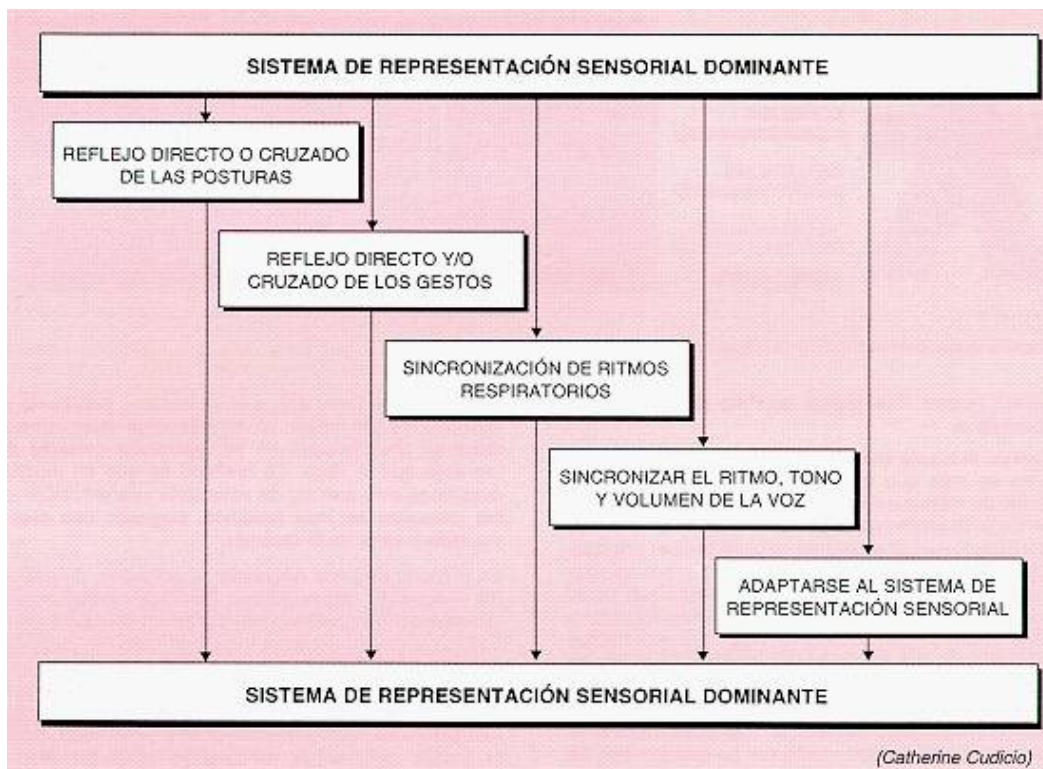 SISTEMA DE REPRESENTACIÓN SENSORIAL DOMINANTE
REFLEJO DIRECTO O CRUZADO
DE LAS POSTURAS
REFLEJO DIRECTO Y/O
CRUZADO DE LOS GESTOS
SINCRONIZACIÓN DE RITMOS
RESPIRATORIOS
SINCRONIZAR EL RITMO, TONO
Y VOLUMEN DE LA VOZ
ADAPTARSE AL SISTEMA DE
REPRESENTACIÓN SENSORIAL
SISTEMA DE REPRESENTACIÓN SENSORIAL DOMINANTE
(Catherine Cudicio)